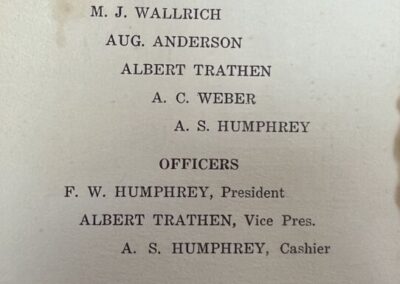 M. J. WALLRICH
AUG. ANDERSON
ALBERT TRATHEN
A. C. WEBER
A. S. HUMPHREY
OFFICERS
F. W. HUMPHREY, President
ALBERT TRATHEN, Vice Pres.
A. S. HUMPHREY, Cashier